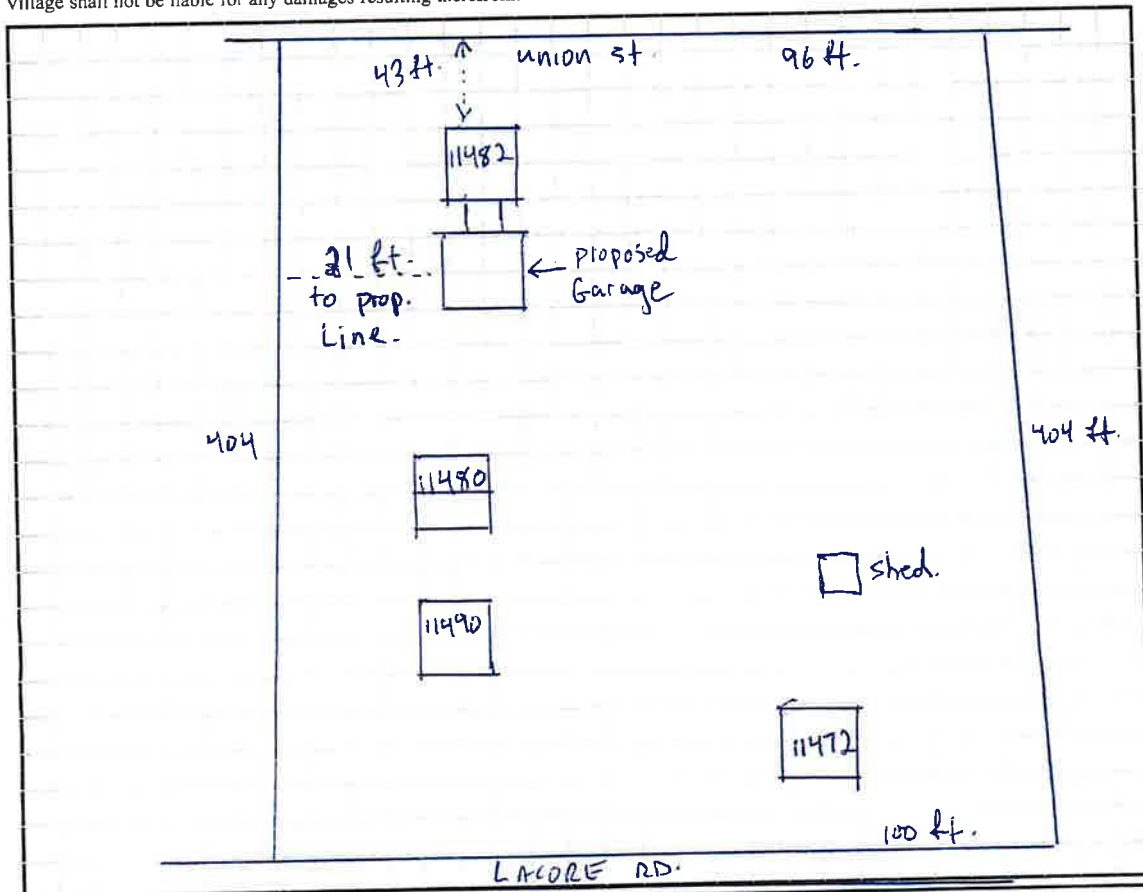 Village shall not be liable for any damages resulting therefrom.
43 ft.
union st.
96 ft.
11482
21 ft.
to prop.
Line.
← proposed
Garage
404
404 ft.
11480
shed.
11490
11472
100 ft.
LACORE RD.